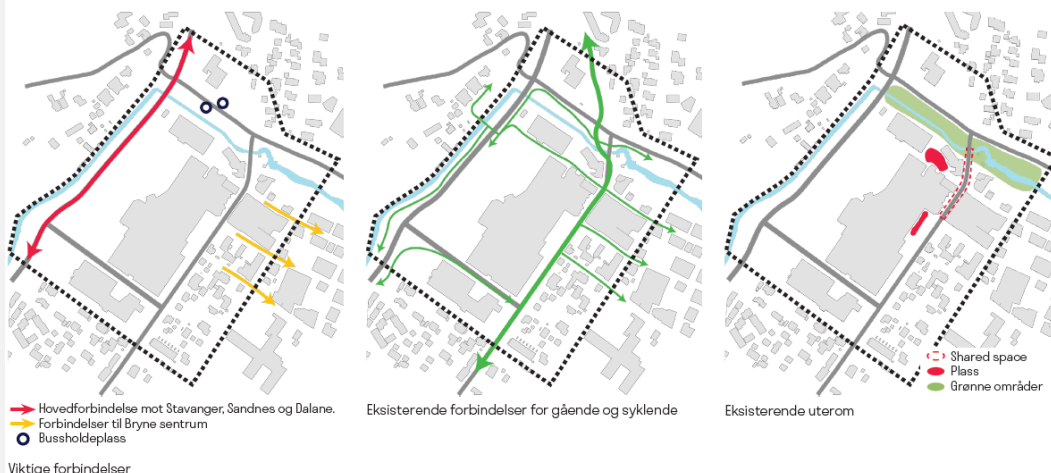 Hovedforbindelse mot Stavanger, Sandnes og Dalane.
Forbindelser til Bryne sentrum
Bussholdeplass
Viktige forbindelser
Eksisterende forbindelser for gående og syklende
Shared space
Plass
Grønne områder
Eksisterende uterom